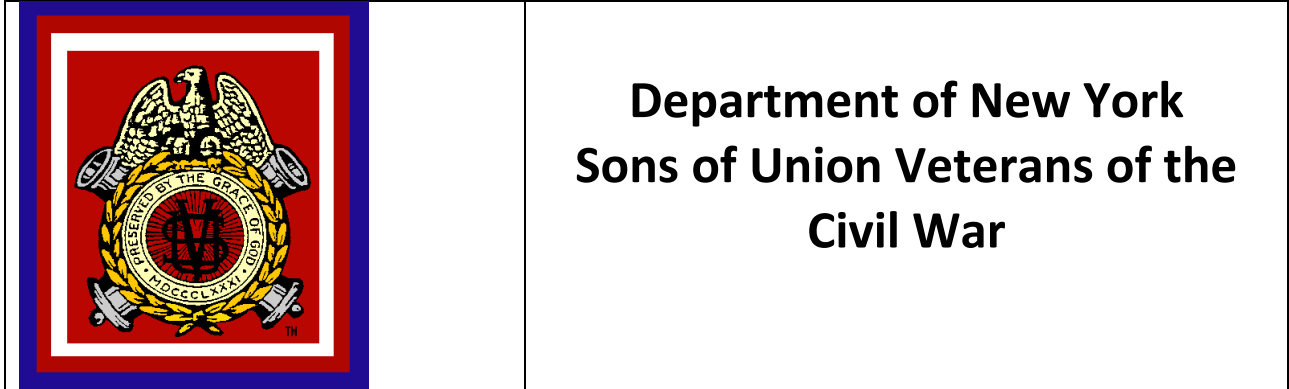 PRESERVED BY THE GRACE OF GOD
MDCCCLXXXI
TM
Department of New York
Sons of Union Veterans of the
Civil War